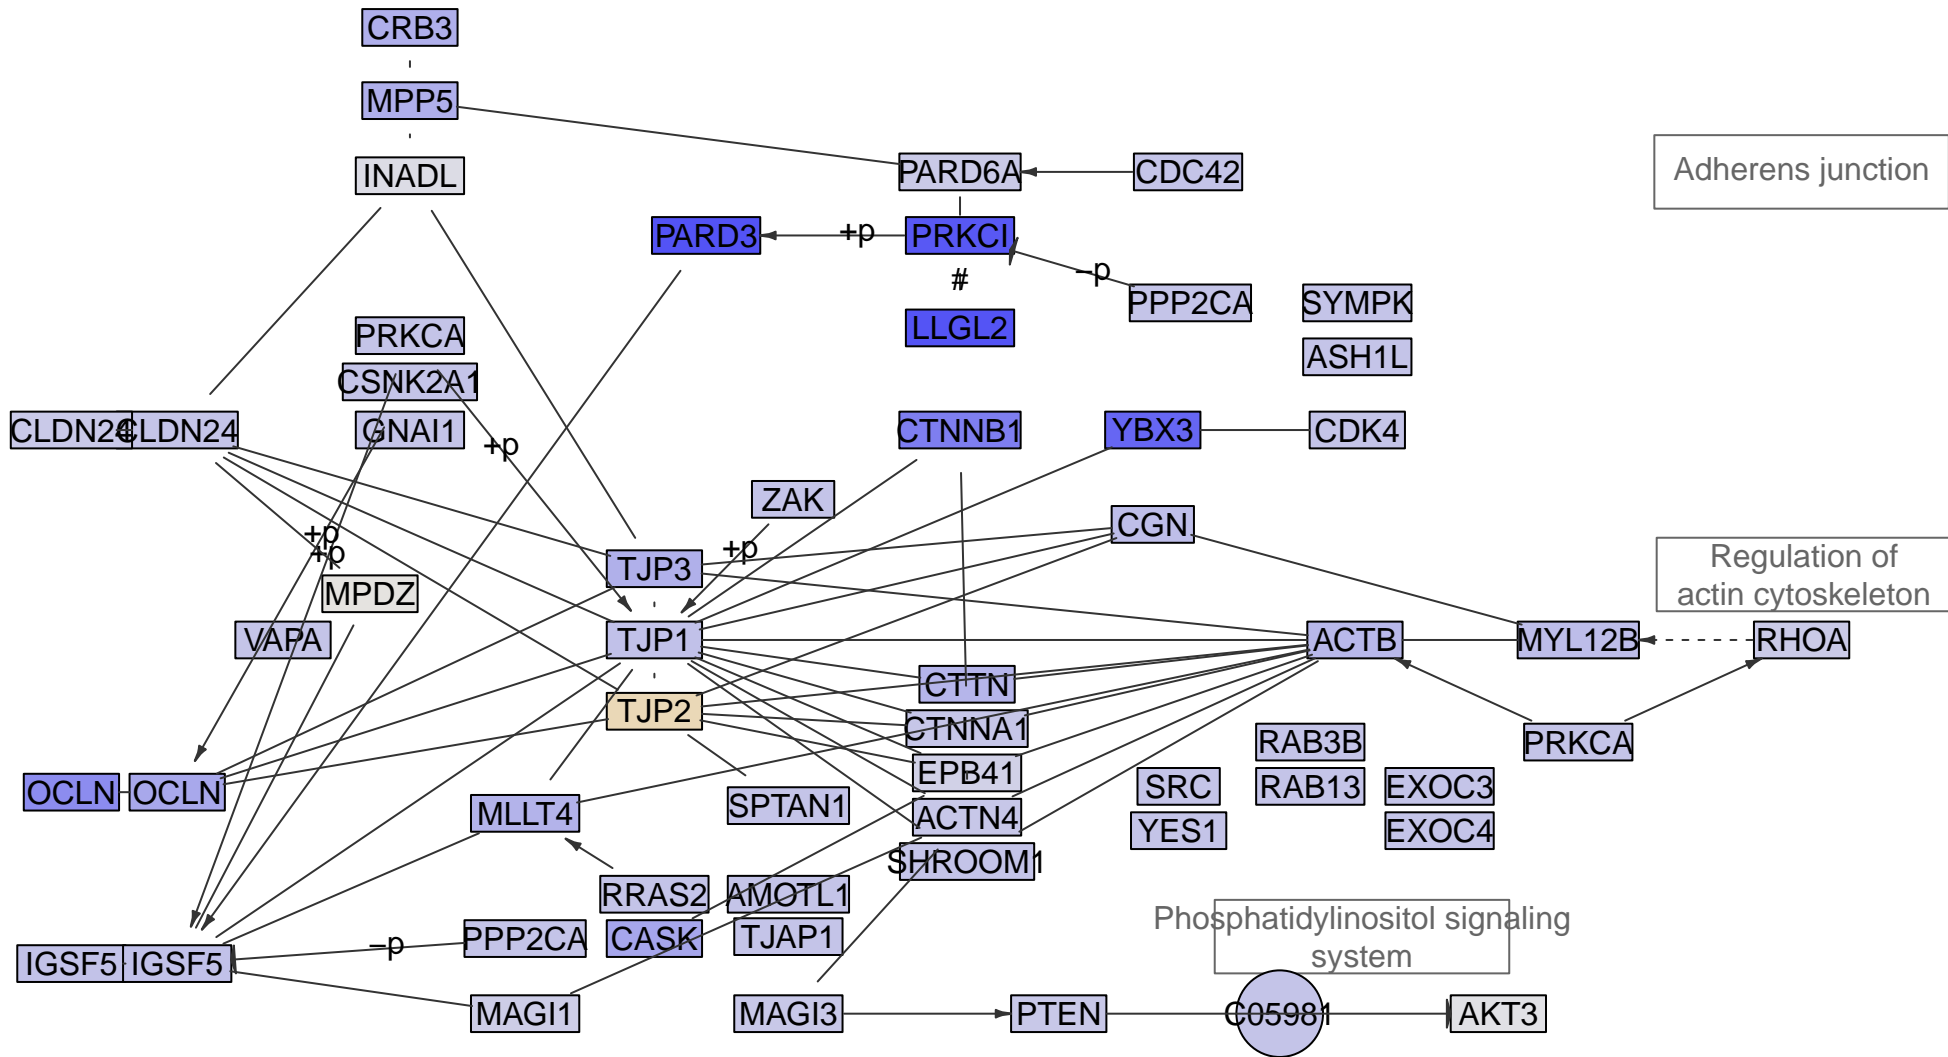 CRB3
MPP5
INADL
PARD6A
CDC42
Adherens junction
PARD3
+p
PRKCI
#
–p
PPP2CA
SYMPK
LLGL2
PRKCA
ASH1L
CSNK2A1
CLDN24
CLDN24
GNAI1
+p
CTNNB1
YBX3
CDK4
ZAK
CGN
+p
+p
+p
TJP3
MPDZ
Regulation of
actin cytoskeleton
VAPA
TJP1
ACTB
MYL12B
RHOA
CTTN
TJP2
CTNNA1
RAB3B
PRKCA
EPB41
OCLN
OCLN
SRC
RAB13
EXOC3
MLLT4
SPTAN1
ACTN4
YES1
EXOC4
SHROOM1
RRAS2
AMOTL1
PPP2CA
CASK
TJAP1
–p
Phosphatidylinositol signaling
system
IGSF5
IGSF5
MAGI1
MAGI3
PTEN
C05981
AKT3